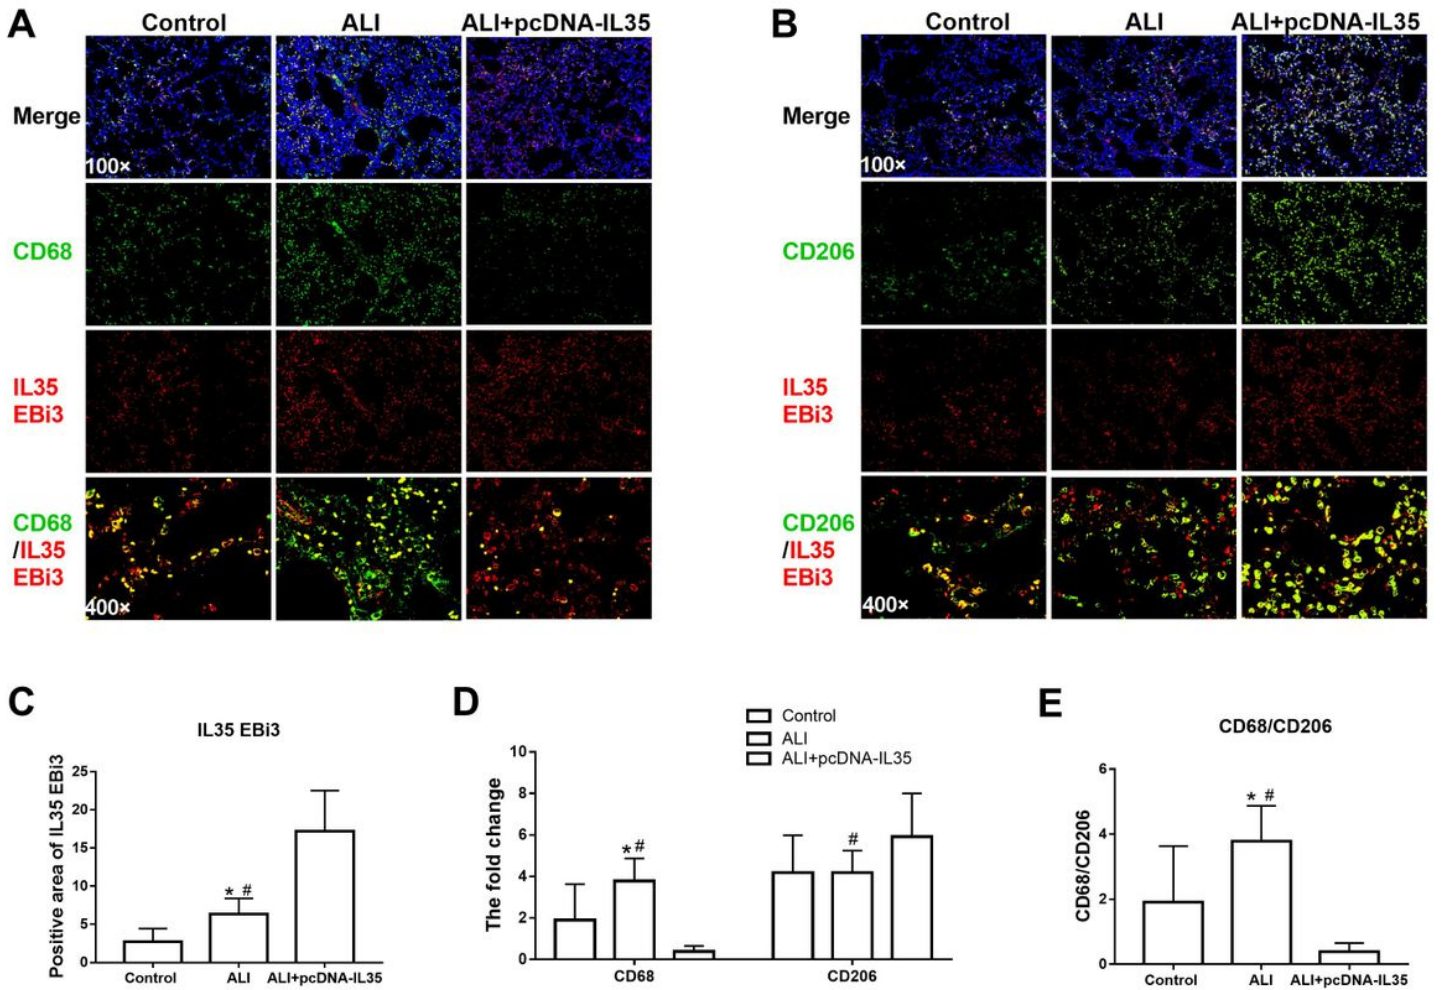 A
Control ALI ALI+pcDNA-IL35
Merge
100×
CD68
IL35
EBi3
CD68
/IL35
EBi3
400×
B
Control ALI ALI+pcDNA-IL35
Merge
100×
CD206
IL35
EBi3
CD206
/IL35
EBi3
400×
C
IL35 EBi3
Positive area of IL35 EBi3
25
20
15
10
5
0
* #
Control ALI ALI+pcDNA-IL35
D
Control
ALI
ALI+pcDNA-IL35
The fold change
10
8
6
4
2
0
*#
#
CD68 CD206
E
CD68/CD206
CD68/CD206
6
4
2
0
* #
Control ALI ALI+pcDNA-IL35